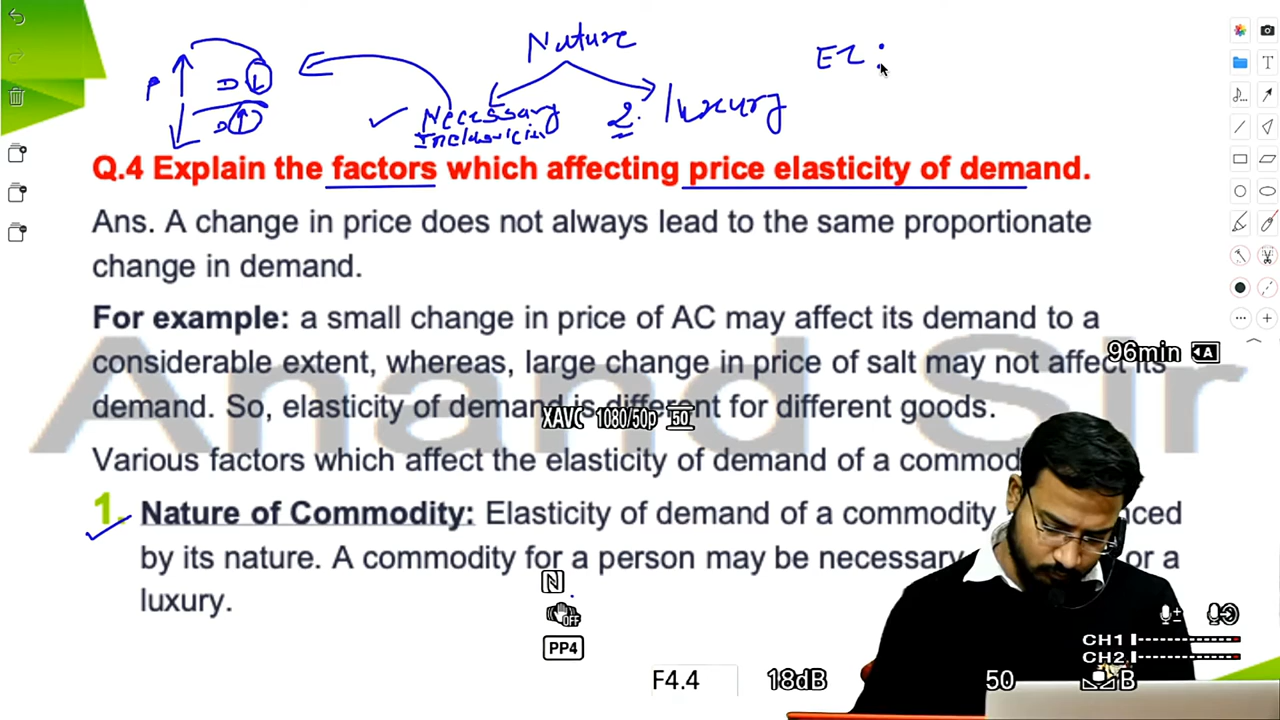 Nature
P
D
D
Necessary
Inelasticity
2. luxury
Q.4 Explain the factors which affecting price elasticity of demand.
Ans. A change in price does not always lead to the same proportionate
change in demand.
For example: a small change in price of AC may affect its demand to a
considerable extent, whereas, large change in price of salt may not affect its
demand. So, elasticity of demand is different for different goods.
Various factors which affect the elasticity of demand of a commod
1. Nature of Commodity: Elasticity of demand of a commodity nced
by its nature. A commodity for a person may be necessary or a
luxury.
Anand Sir
96min A
XAVC 1080/50p 50
N
OFF
PP4
CH1
CH2
F4.4 18dB 50 B
T